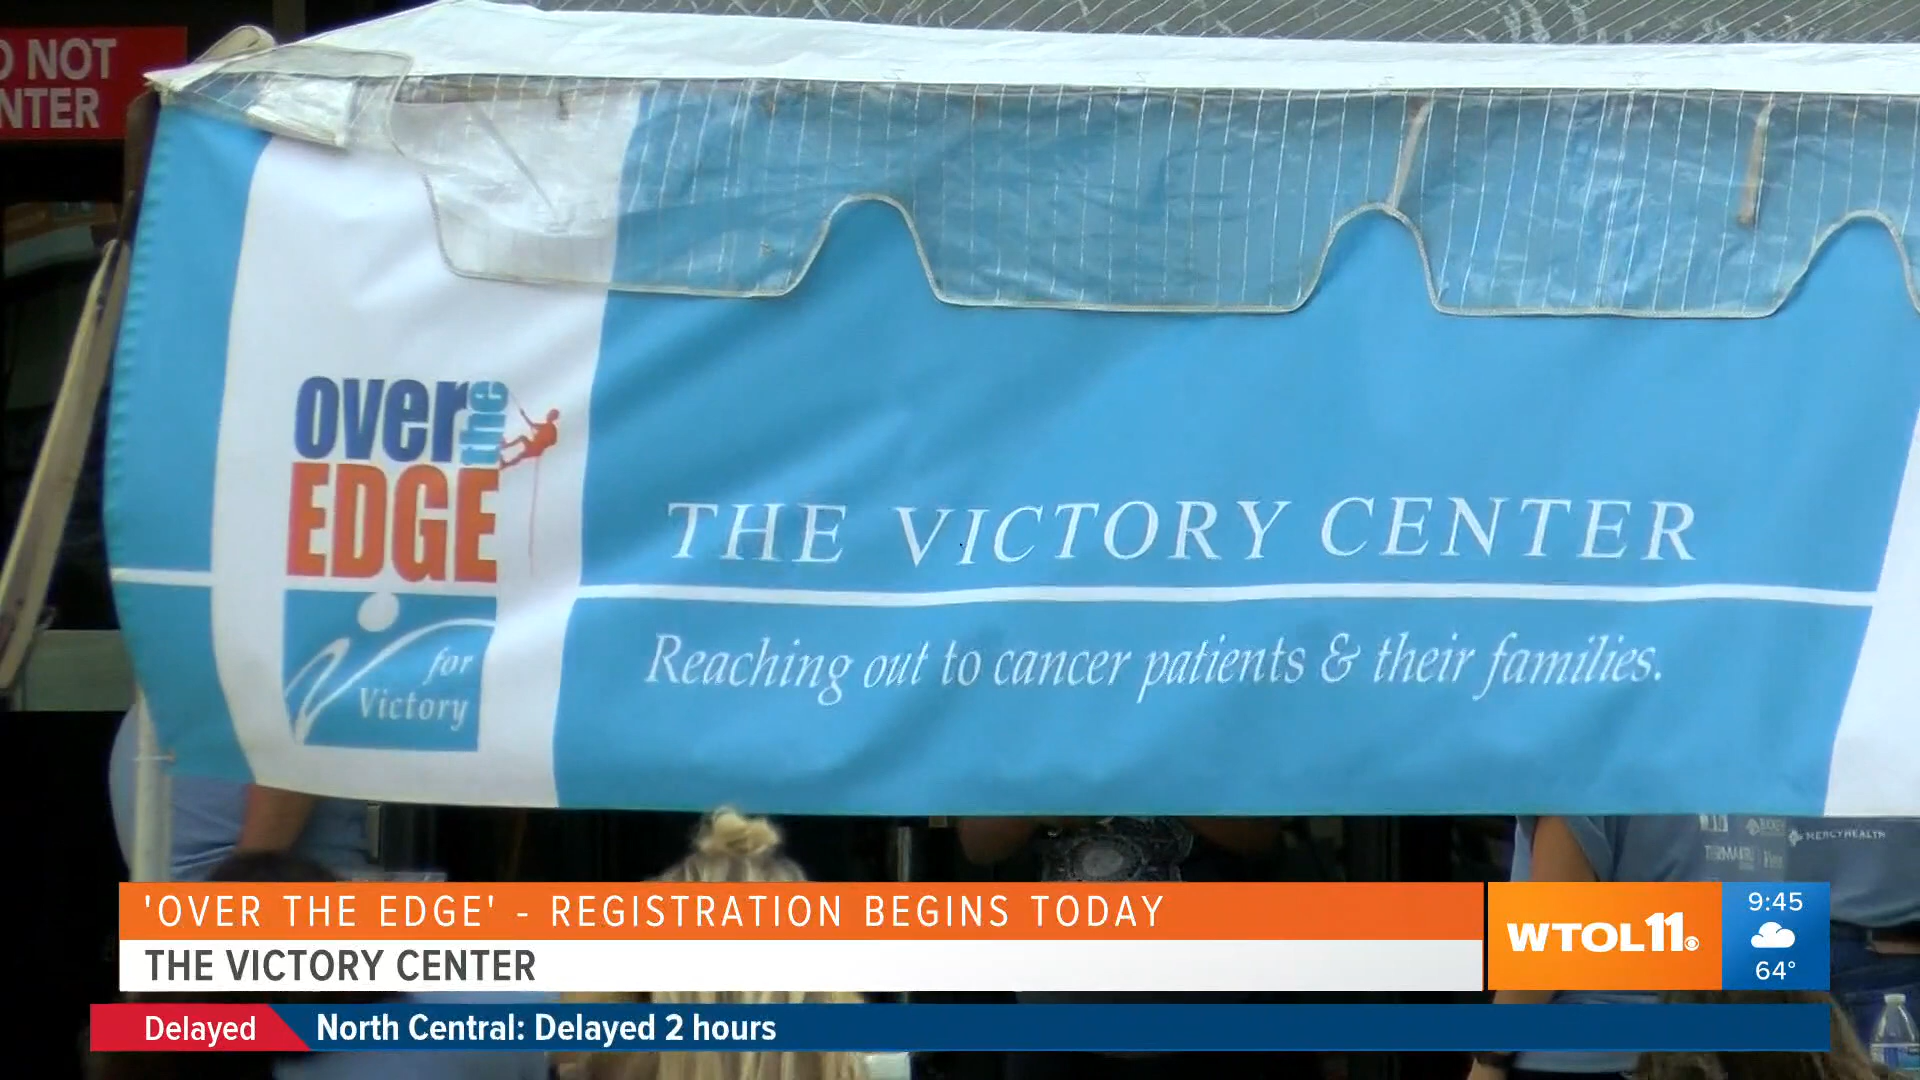 O NOT
NTER
over the
EDGE
for
Victory
THE VICTORY CENTER
Reaching out to cancer patients & their families.
MERCYHEALTH
'OVER THE EDGE' - REGISTRATION BEGINS TODAY
THE VICTORY CENTER
WTOL11
9:45
64°
Delayed
North Central: Delayed 2 hours